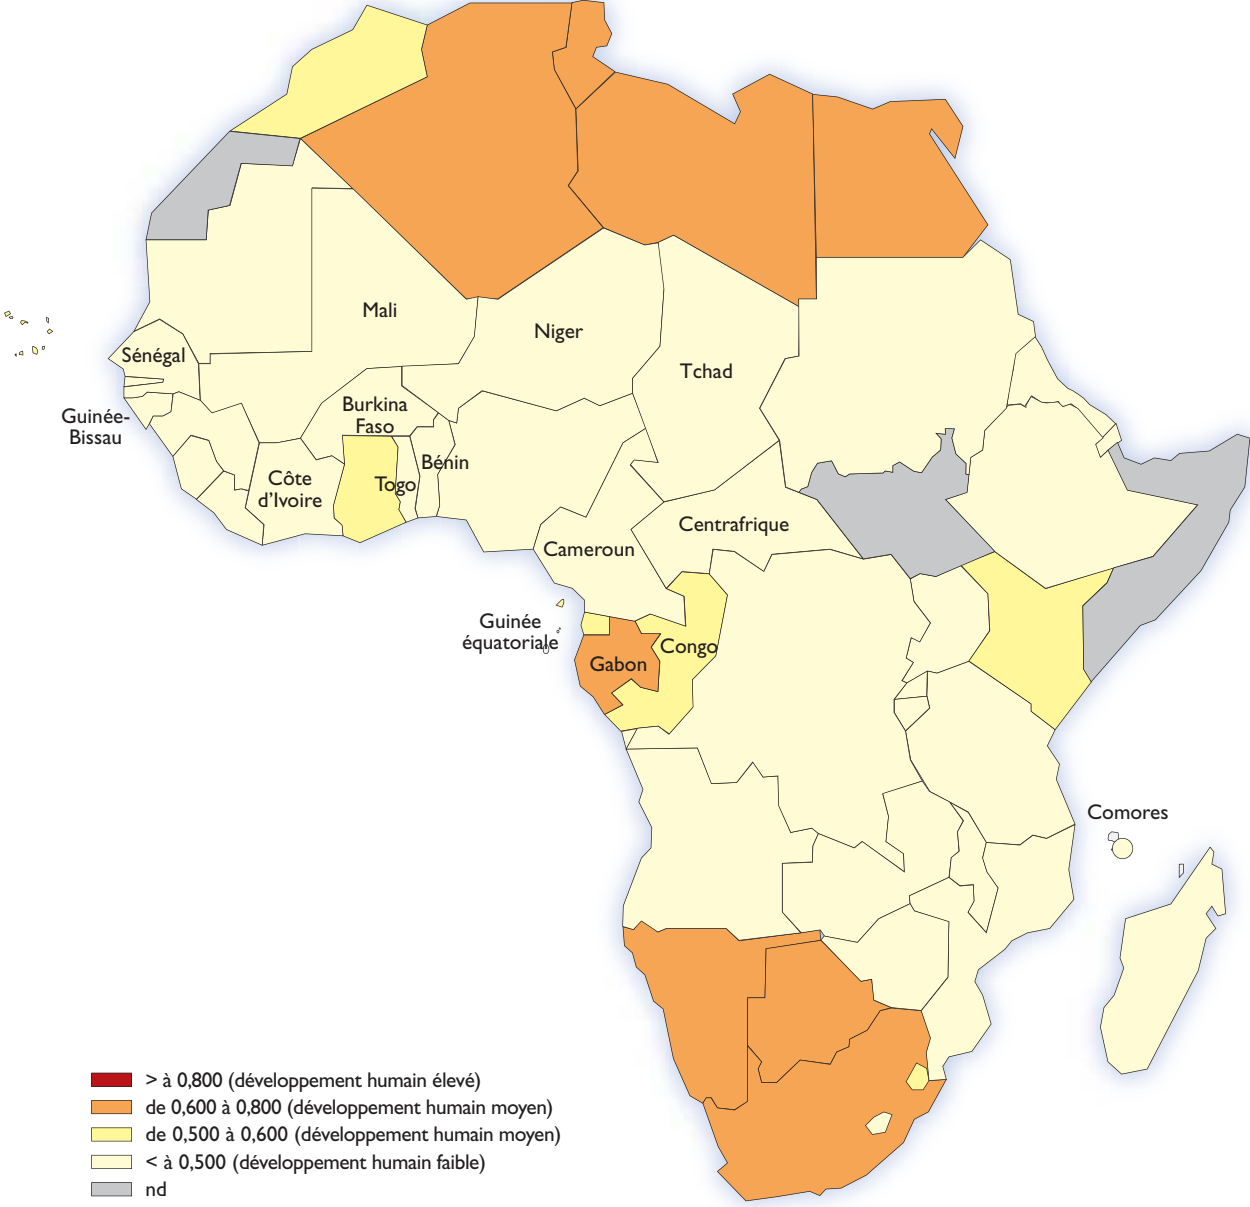 Mali
Niger
Sénégal
Tchad
Guinée-
Bissau
Burkina
Faso
Bénin
Côte
d'Ivoire
Togo
Centrafrique
Cameroun
Guinée
équatoriale
Congo
Gabon
Comores
> à 0,800 (développement humain élevé)
de 0,600 à 0,800 (développement humain moyen)
de 0,500 à 0,600 (développement humain moyen)
< à 0,500 (développement humain faible)
nd